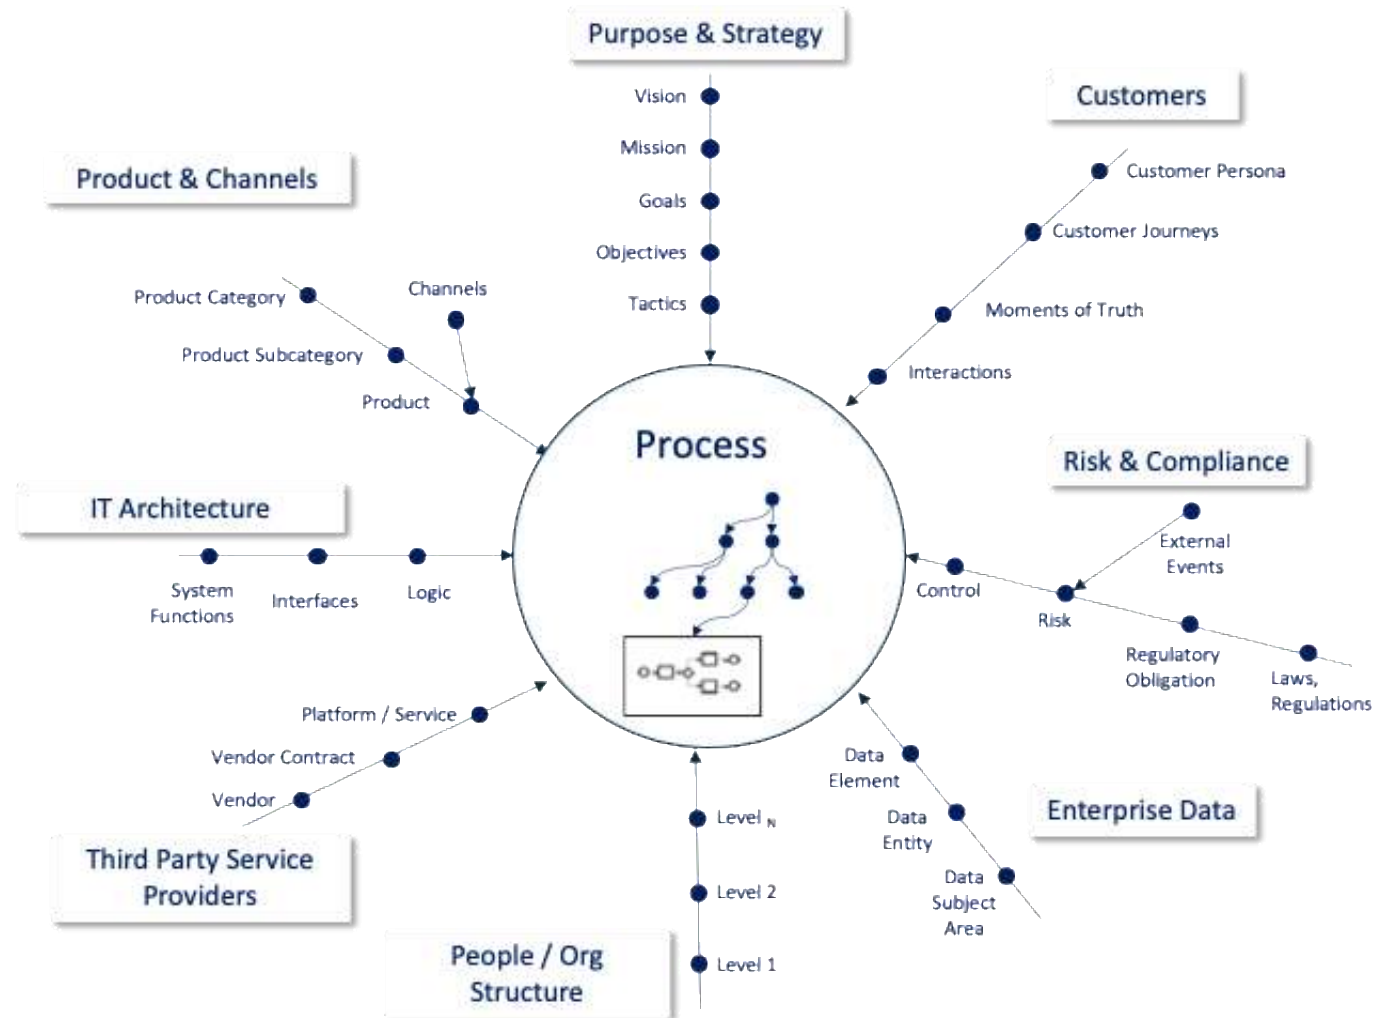 Purpose & Strategy
Vision
Mission
Goals
Objectives
Tactics
Customers
Customer Persona
Customer Journeys
Moments of Truth
Interactions
Product & Channels
Product Category
Channels
Product Subcategory
Product
Process
Risk & Compliance
External
Events
Control
Risk
Regulatory
Obligation
Laws,
Regulations
IT Architecture
System
Functions
Interfaces
Logic
Platform / Service
Vendor Contract
Vendor
Third Party Service
Providers
Data
Element
Data
Entity
Data
Subject
Area
Enterprise Data
Level N
Level 2
Level 1
People / Org
Structure